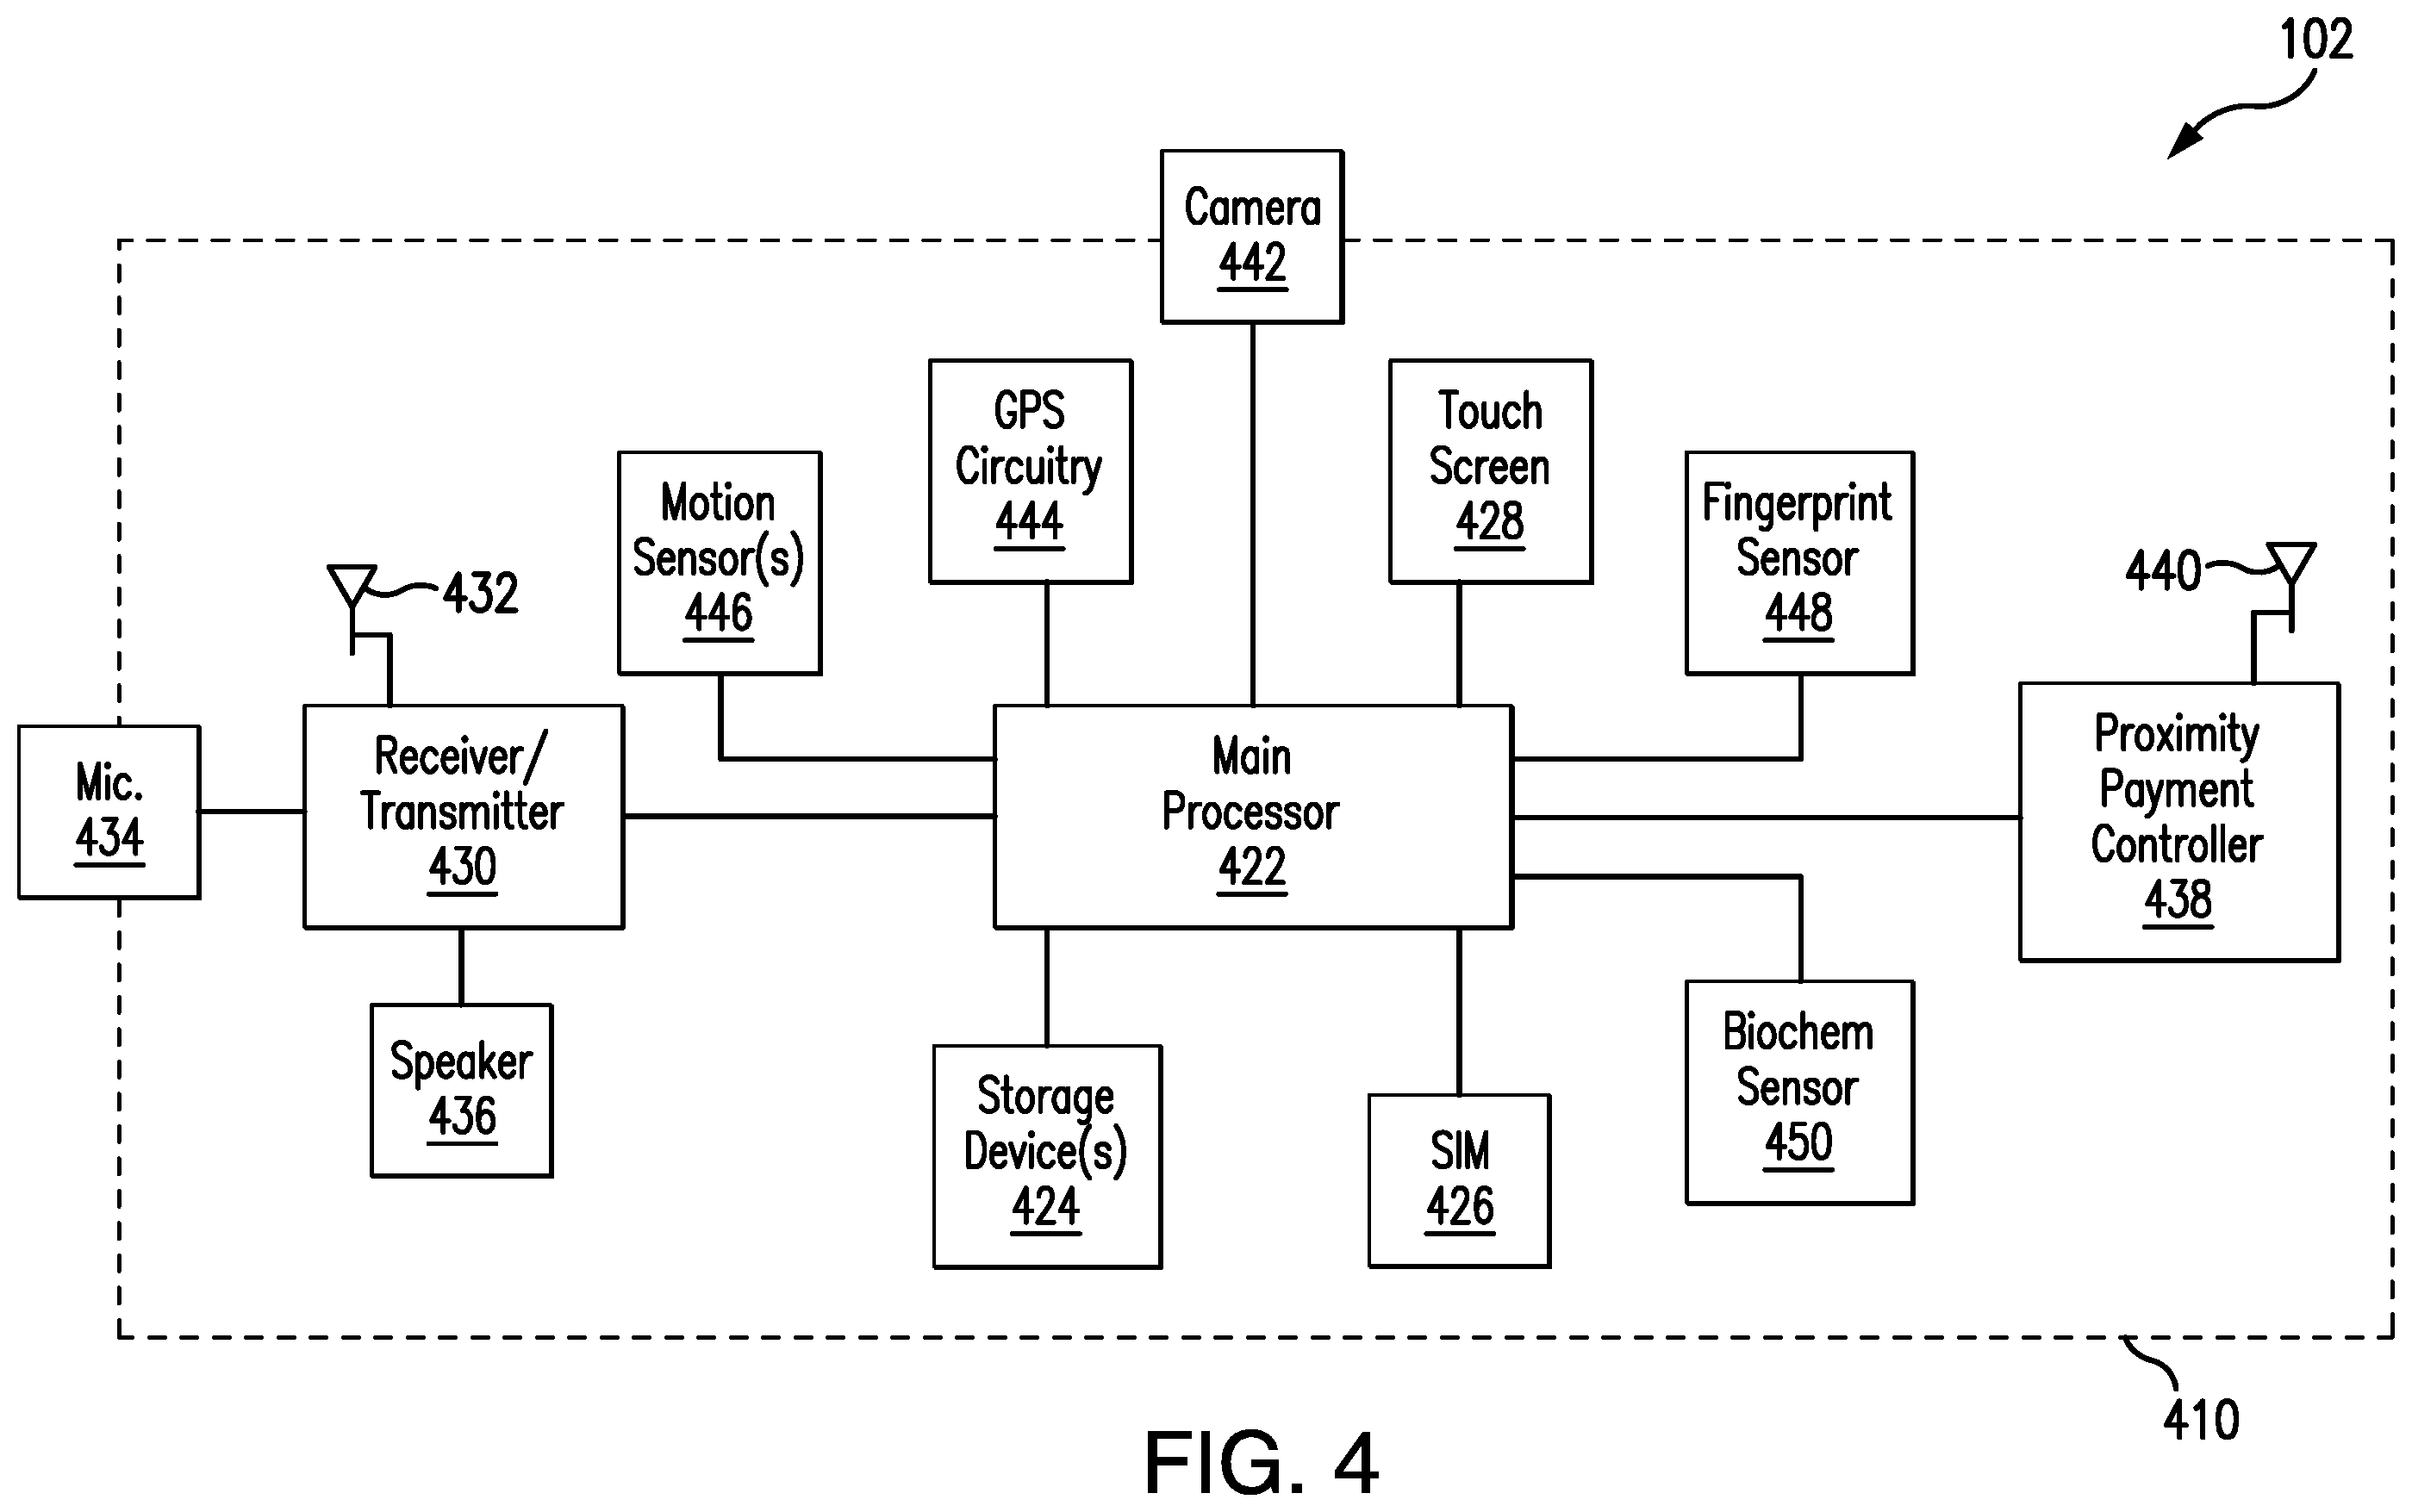 102
Camera
442
GPS
Circuitry
444
Touch
Screen
428
Motion
Sensor(s)
446
Fingerprint
Sensor
448
432
440
Mic.
434
Receiver/
Transmitter
430
Main
Processor
422
Proximity
Payment
Controller
438
Speaker
436
Storage
Device(s)
424
SIM
426
Biochem
Sensor
450
410
FIG. 4